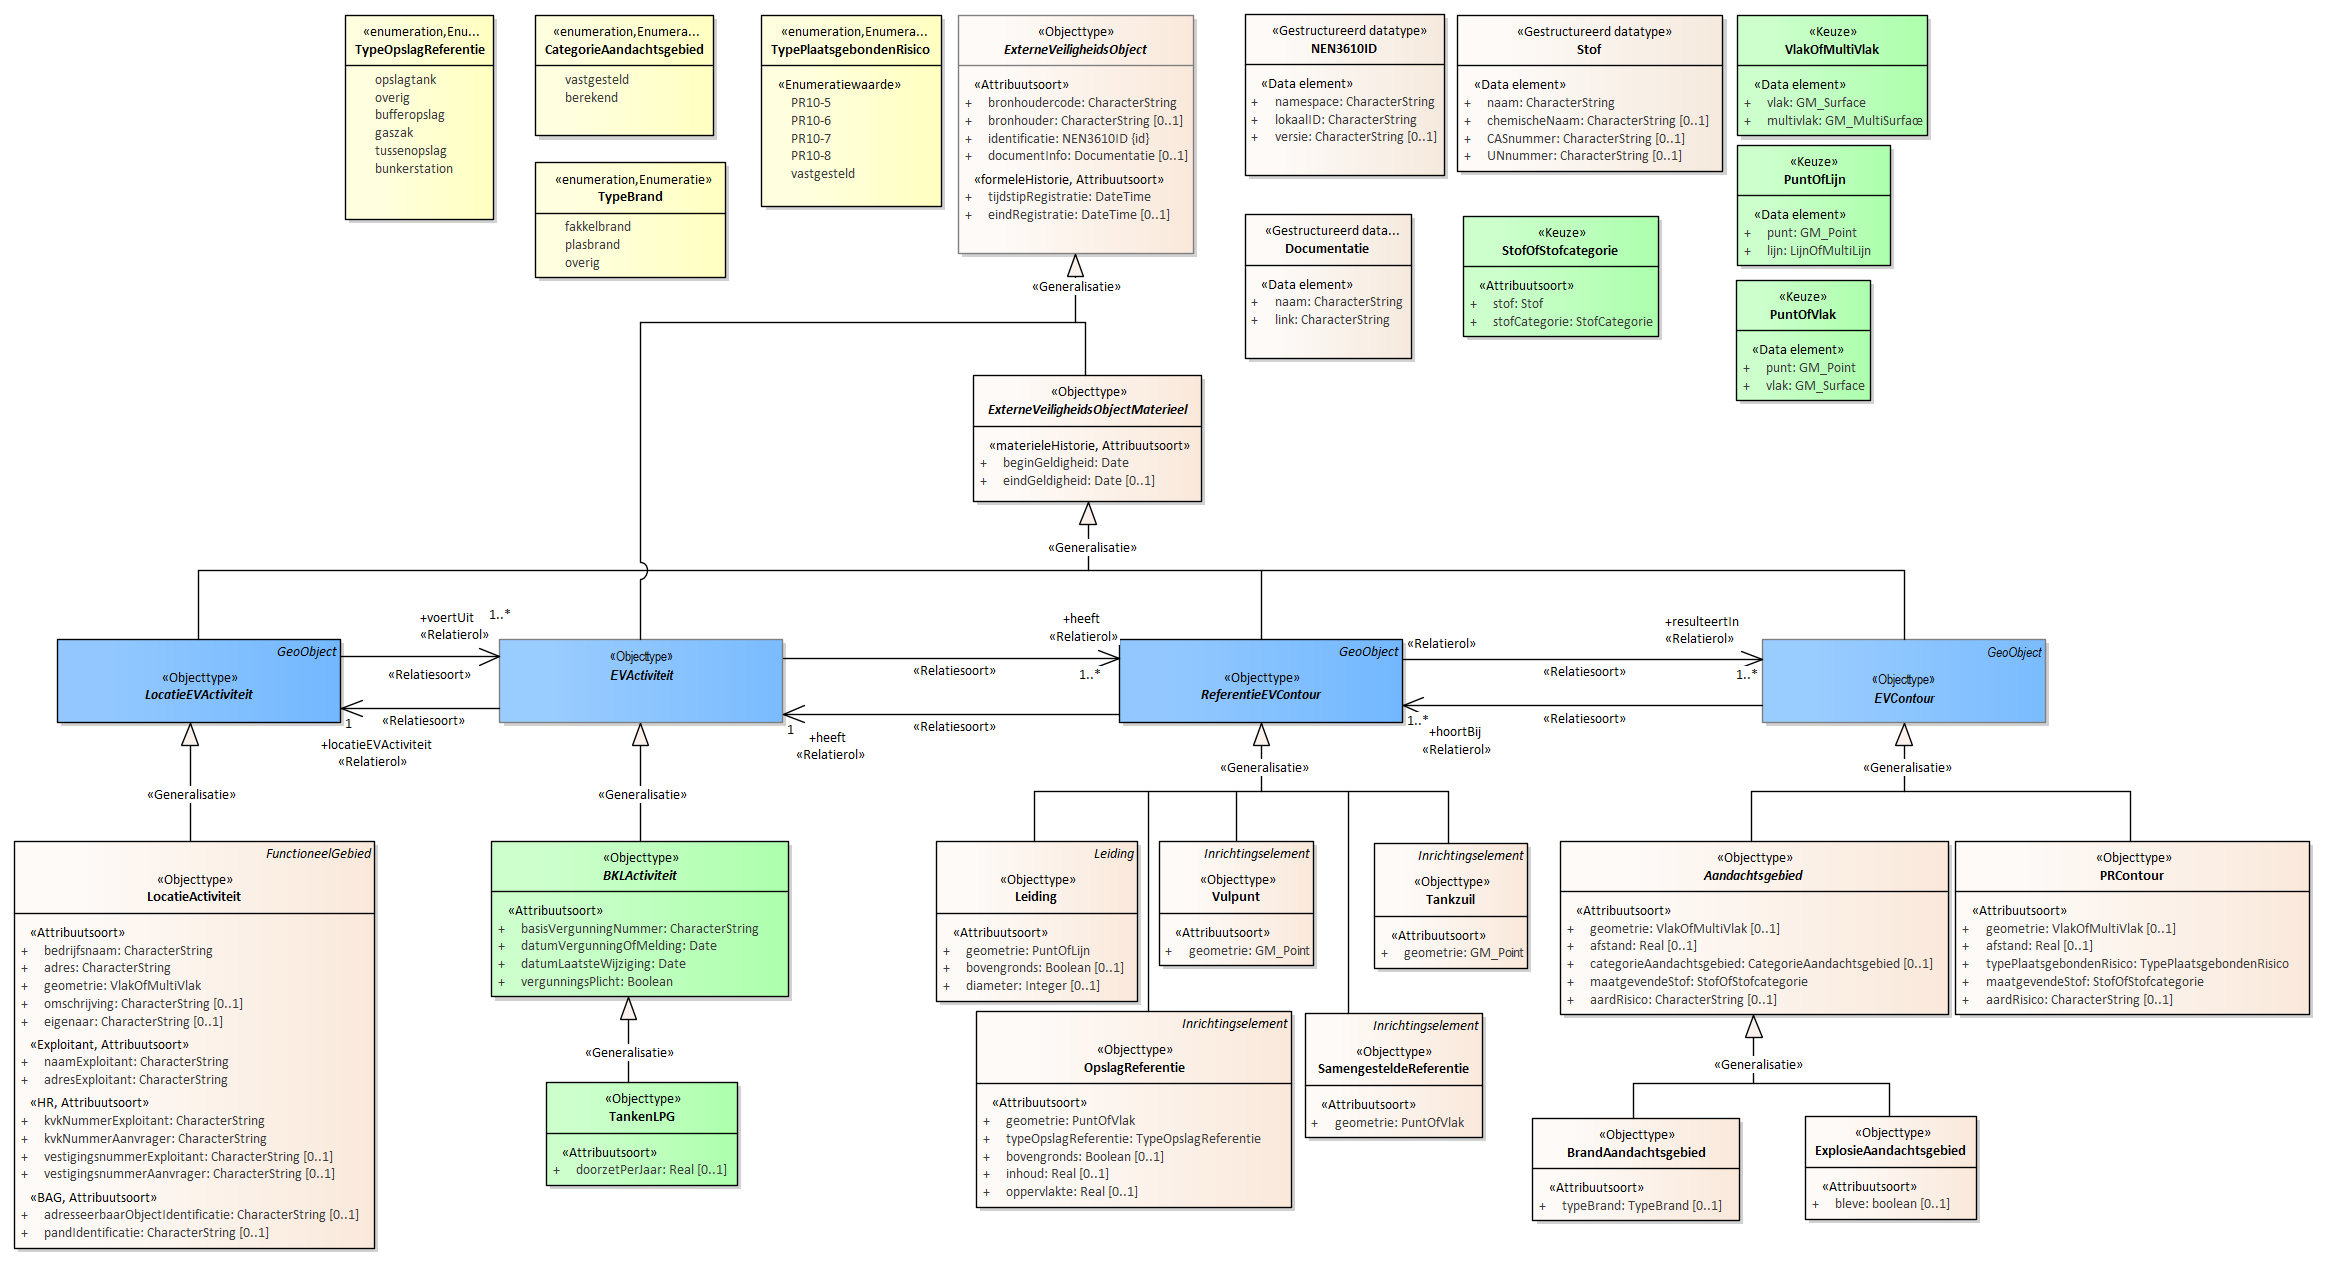 «enumeration,Enu...
TypeOpslagReferentie
opslagtank
overig
bufferopslag
gaszak
tussenopslag
bunkerstation
«enumeration,Enumera...
CategorieAandachtsgebied
vastgesteld
berekend
«enumeration,Enumeratie»
TypeBrand
fakkelbrand
plasbrand
overig
«enumeration,Enumera...
TypePlaatsgebondenRisico
«Enumeratiewaarde»
PR10-5
PR10-6
PR10-7
PR10-8
vastgesteld
«Objecttype»
ExterneVeiligheidsObject
«Attribuutsoort»
+ bronhoudercode: CharacterString
+ bronhouder: CharacterString [0..1]
+ identificatie: NEN3610ID {id}
+ documentInfo: Documentatie [0..1]
«formeleHistorie, Attribuutsoort»
+ tijdstipRegistratie: DateTime
+ eindRegistratie: DateTime [0..1]
«Gestructureerd datatype»
NEN3610ID
«Data element»
+ namespace: CharacterString
+ lokaalID: CharacterString
+ versie: CharacterString [0..1]
«Gestructureerd data...
Documentatie
«Data element»
+ naam: CharacterString
+ link: CharacterString
«Gestructureerd datatype»
Stof
«Data element»
+ naam: CharacterString
+ chemischeNaam: CharacterString [0..1]
+ CASnummer: CharacterString [0..1]
+ UNnummer: CharacterString [0..1]
«Keuze»
StofOfStofcategorie
«Attribuutsoort»
+ stof: Stof
+ stofCategorie: StofCategorie
«Keuze»
VlakOfMultiVlak
«Data element»
+ vlak: GM_Surface
+ multivlak: GM_MultiSurface
«Keuze»
PuntOfLijn
«Data element»
+ punt: GM_Point
+ lijn: LijnOfMultiLijn
«Keuze»
PuntOfVlak
«Data element»
+ punt: GM_Point
+ vlak: GM_Surface
«Generalisatie»
«Objecttype»
ExterneVeiligheidsObjectMaterieel
«materieleHistorie, Attribuutsoort»
+ beginGeldigheid: Date
+ eindGeldigheid: Date [0..1]
«Generalisatie»
GeoObject
«Objecttype»
LocatieEVActiviteit
+voertUit
1..*
«Relatierol»
«Relatiesoort»
«Relatiesoort»
1
+locatieEVActiviteit
«Relatierol»
«Objecttype»
EVActiviteit
+heeft
«Relatierol»
«Relatiesoort»
1..*
«Relatiesoort»
1
+heeft
«Relatierol»
GeoObject
«Objecttype»
ReferentieEVContour
«Relatierol»
+resulteertIn
«Relatierol»
«Relatiesoort»
1..*
«Relatiesoort»
1..*
+hoortBij
«Relatierol»
GeoObject
«Objecttype»
EVContour
«Generalisatie»
«Generalisatie»
«Generalisatie»
«Generalisatie»
FunctioneelGebied
«Objecttype»
LocatieActiviteit
«Attribuutsoort»
+ bedrijfsnaam: CharacterString
+ adres: CharacterString
+ geometrie: VlakOfMultiVlak
+ omschrijving: CharacterString [0..1]
+ eigenaar: CharacterString [0..1]
«Exploitant, Attribuutsoort»
+ naamExploitant: CharacterString
+ adresExploitant: CharacterString
«HR, Attribuutsoort»
+ kvkNummerExploitant: CharacterString
+ kvkNummerAanvrager: CharacterString
+ vestigingsnummerExploitant: CharacterString [0..1]
+ vestigingsnummerAanvrager: CharacterString [0..1]
«BAG, Attribuutsoort»
+ adresseerbaarObjectIdentificatie: CharacterString [0..1]
+ pandIdentificatie: CharacterString [0..1]
«Objecttype»
BKLActiviteit
«Attribuutsoort»
+ basisVergunningNummer: CharacterString
+ datumVergunningOfMelding: Date
+ datumLaatsteWijziging: Date
+ vergunningsPlicht: Boolean
«Generalisatie»
«Objecttype»
TankenLPG
«Attribuutsoort»
+ doorzetPerJaar: Real [0..1]
Leiding
«Objecttype»
Leiding
«Attribuutsoort»
+ geometrie: PuntOfLijn
+ bovengronds: Boolean [0..1]
+ diameter: Integer [0..1]
Inrichtingselement
«Objecttype»
Vulpunt
«Attribuutsoort»
+ geometrie: GM_Point
Inrichtingselement
«Objecttype»
Tankzuil
«Attribuutsoort»
+ geometrie: GM_Point
Inrichtingselement
«Objecttype»
OpslagReferentie
«Attribuutsoort»
+ geometrie: PuntOfVlak
+ typeOpslagReferentie: TypeOpslagReferentie
+ bovengronds: Boolean [0..1]
+ inhoud: Real [0..1]
+ oppervlakte: Real [0..1]
Inrichtingselement
«Objecttype»
SamengesteldeReferentie
«Attribuutsoort»
+ geometrie: PuntOfVlak
«Objecttype»
Aandachtsgebied
«Attribuutsoort»
+ geometrie: VlakOfMultiVlak [0..1]
+ afstand: Real [0..1]
+ categorieAandachtsgebied: CategorieAandachtsgebied [0..1]
+ maatgevendeStof: StofOfStofcategorie
+ aardRisico: CharacterString [0..1]
«Objecttype»
PRContour
«Attribuutsoort»
+ geometrie: VlakOfMultiVlak [0..1]
+ afstand: Real [0..1]
+ typePlaatsgebondenRisico: TypePlaatsgebondenRisico
+ maatgevendeStof: StofOfStofcategorie
+ aardRisico: CharacterString [0..1]
«Generalisatie»
«Objecttype»
BrandAandachtsgebied
«Attribuutsoort»
+ typeBrand: TypeBrand [0..1]
«Objecttype»
ExplosieAandachtsgebied
«Attribuutsoort»
+ bleve: boolean [0..1]